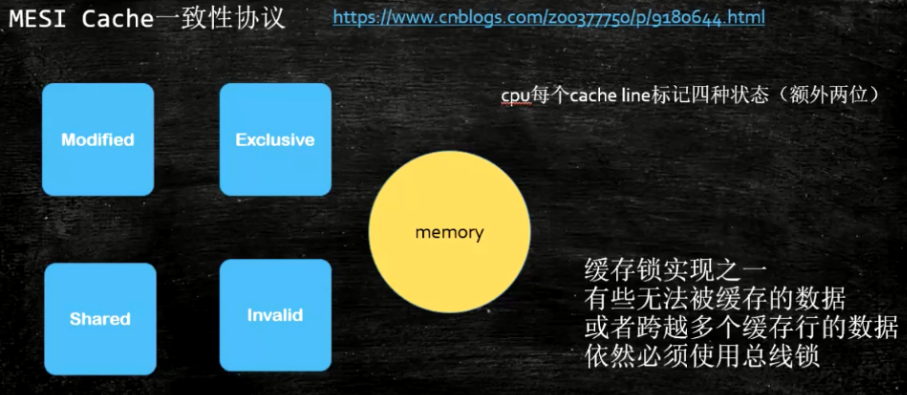 MESI Cache一致性协议
https://www.cnblogs.com/z00377750/p/9180644.html
cpu每个cache line标记四种状态（额外两位）
Modified
Exclusive
memory
Shared
Invalid
缓存锁实现之一
有些无法被缓存的数据
或者跨越多个缓存行的数据
依然必须使用总线锁